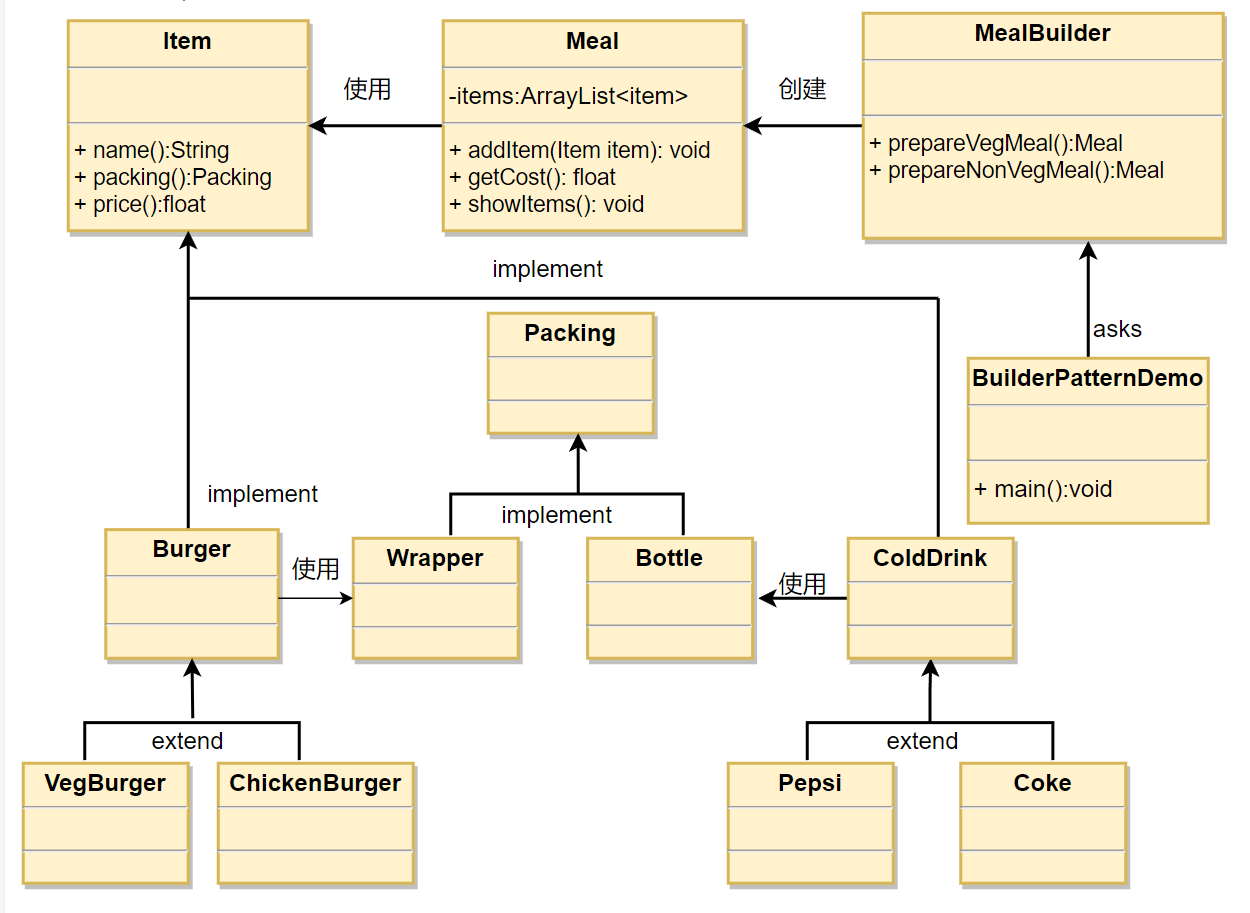 Item
+ name():String
+ packing():Packing
+ price():float
使用
Meal
-items:ArrayList<item>
+ addItem(Item item): void
+ getCost(): float
+ showItems(): void
创建
MealBuilder
+ prepareVegMeal():Meal
+ prepareNonVegMeal():Meal
implement
Packing
asks
BuilderPatternDemo
+ main():void
implement
implement
Burger
使用
Wrapper
Bottle
使用
ColdDrink
extend
extend
VegBurger
ChickenBurger
Pepsi
Coke